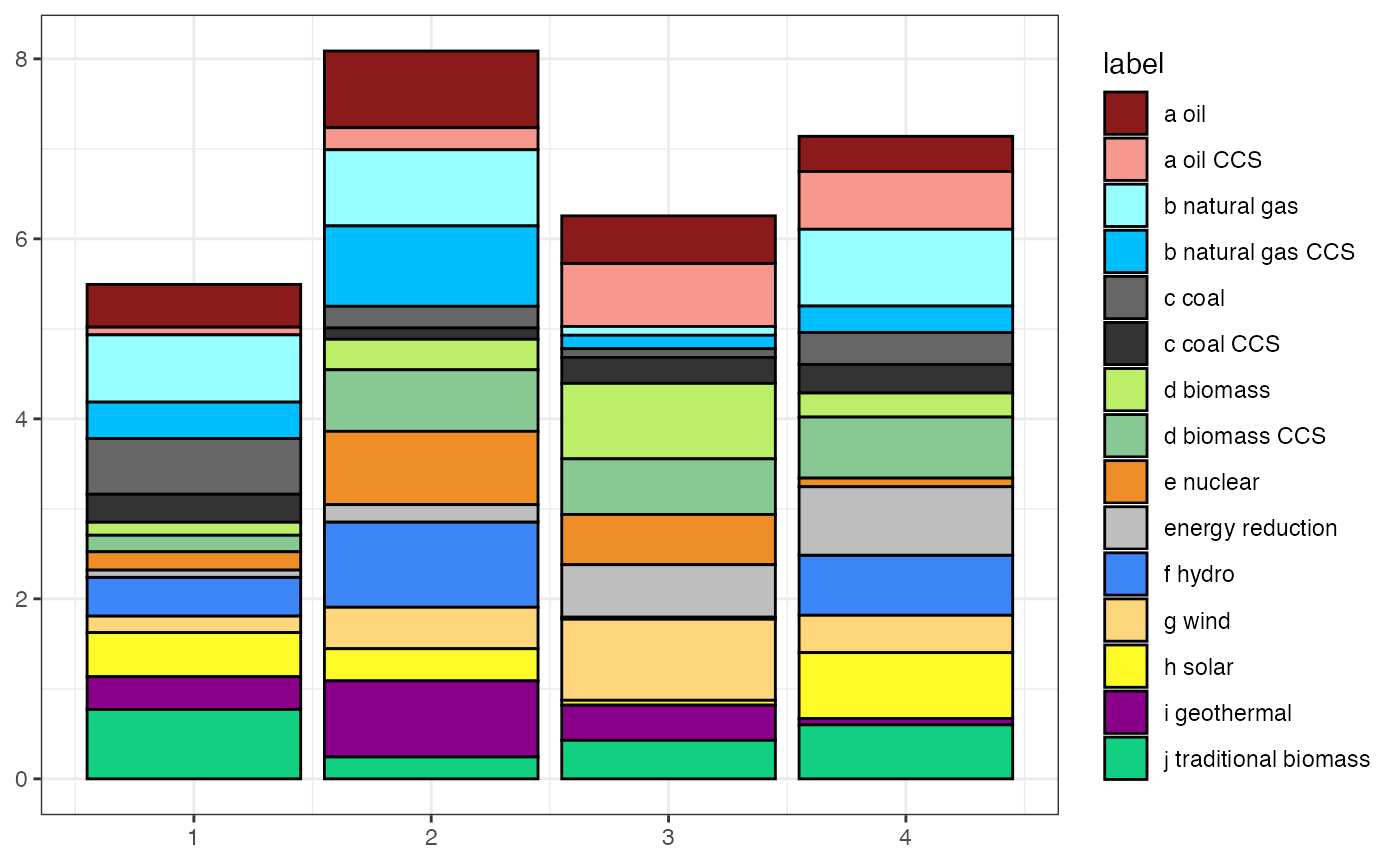 8
6
4
2
0
1 2 3 4
label
a oil
a oil CCS
b natural gas
b natural gas CCS
c coal
c coal CCS
d biomass
d biomass CCS
e nuclear
energy reduction
f hydro
g wind
h solar
i geothermal
j traditional biomass